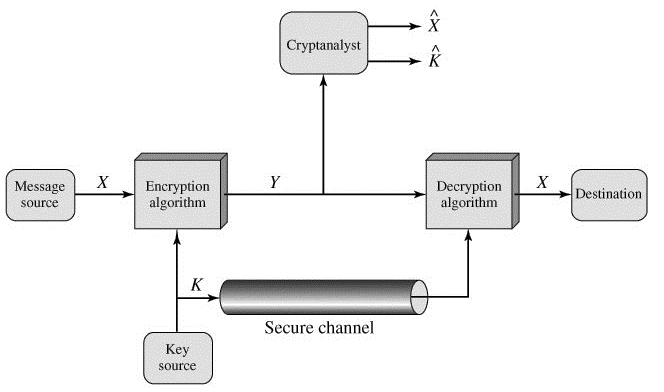 X̂
Cryptanalyst
K̂
Message
source
X
Encryption
algorithm
Y
Decryption
algorithm
X
Destination
K
Secure channel
Key
source